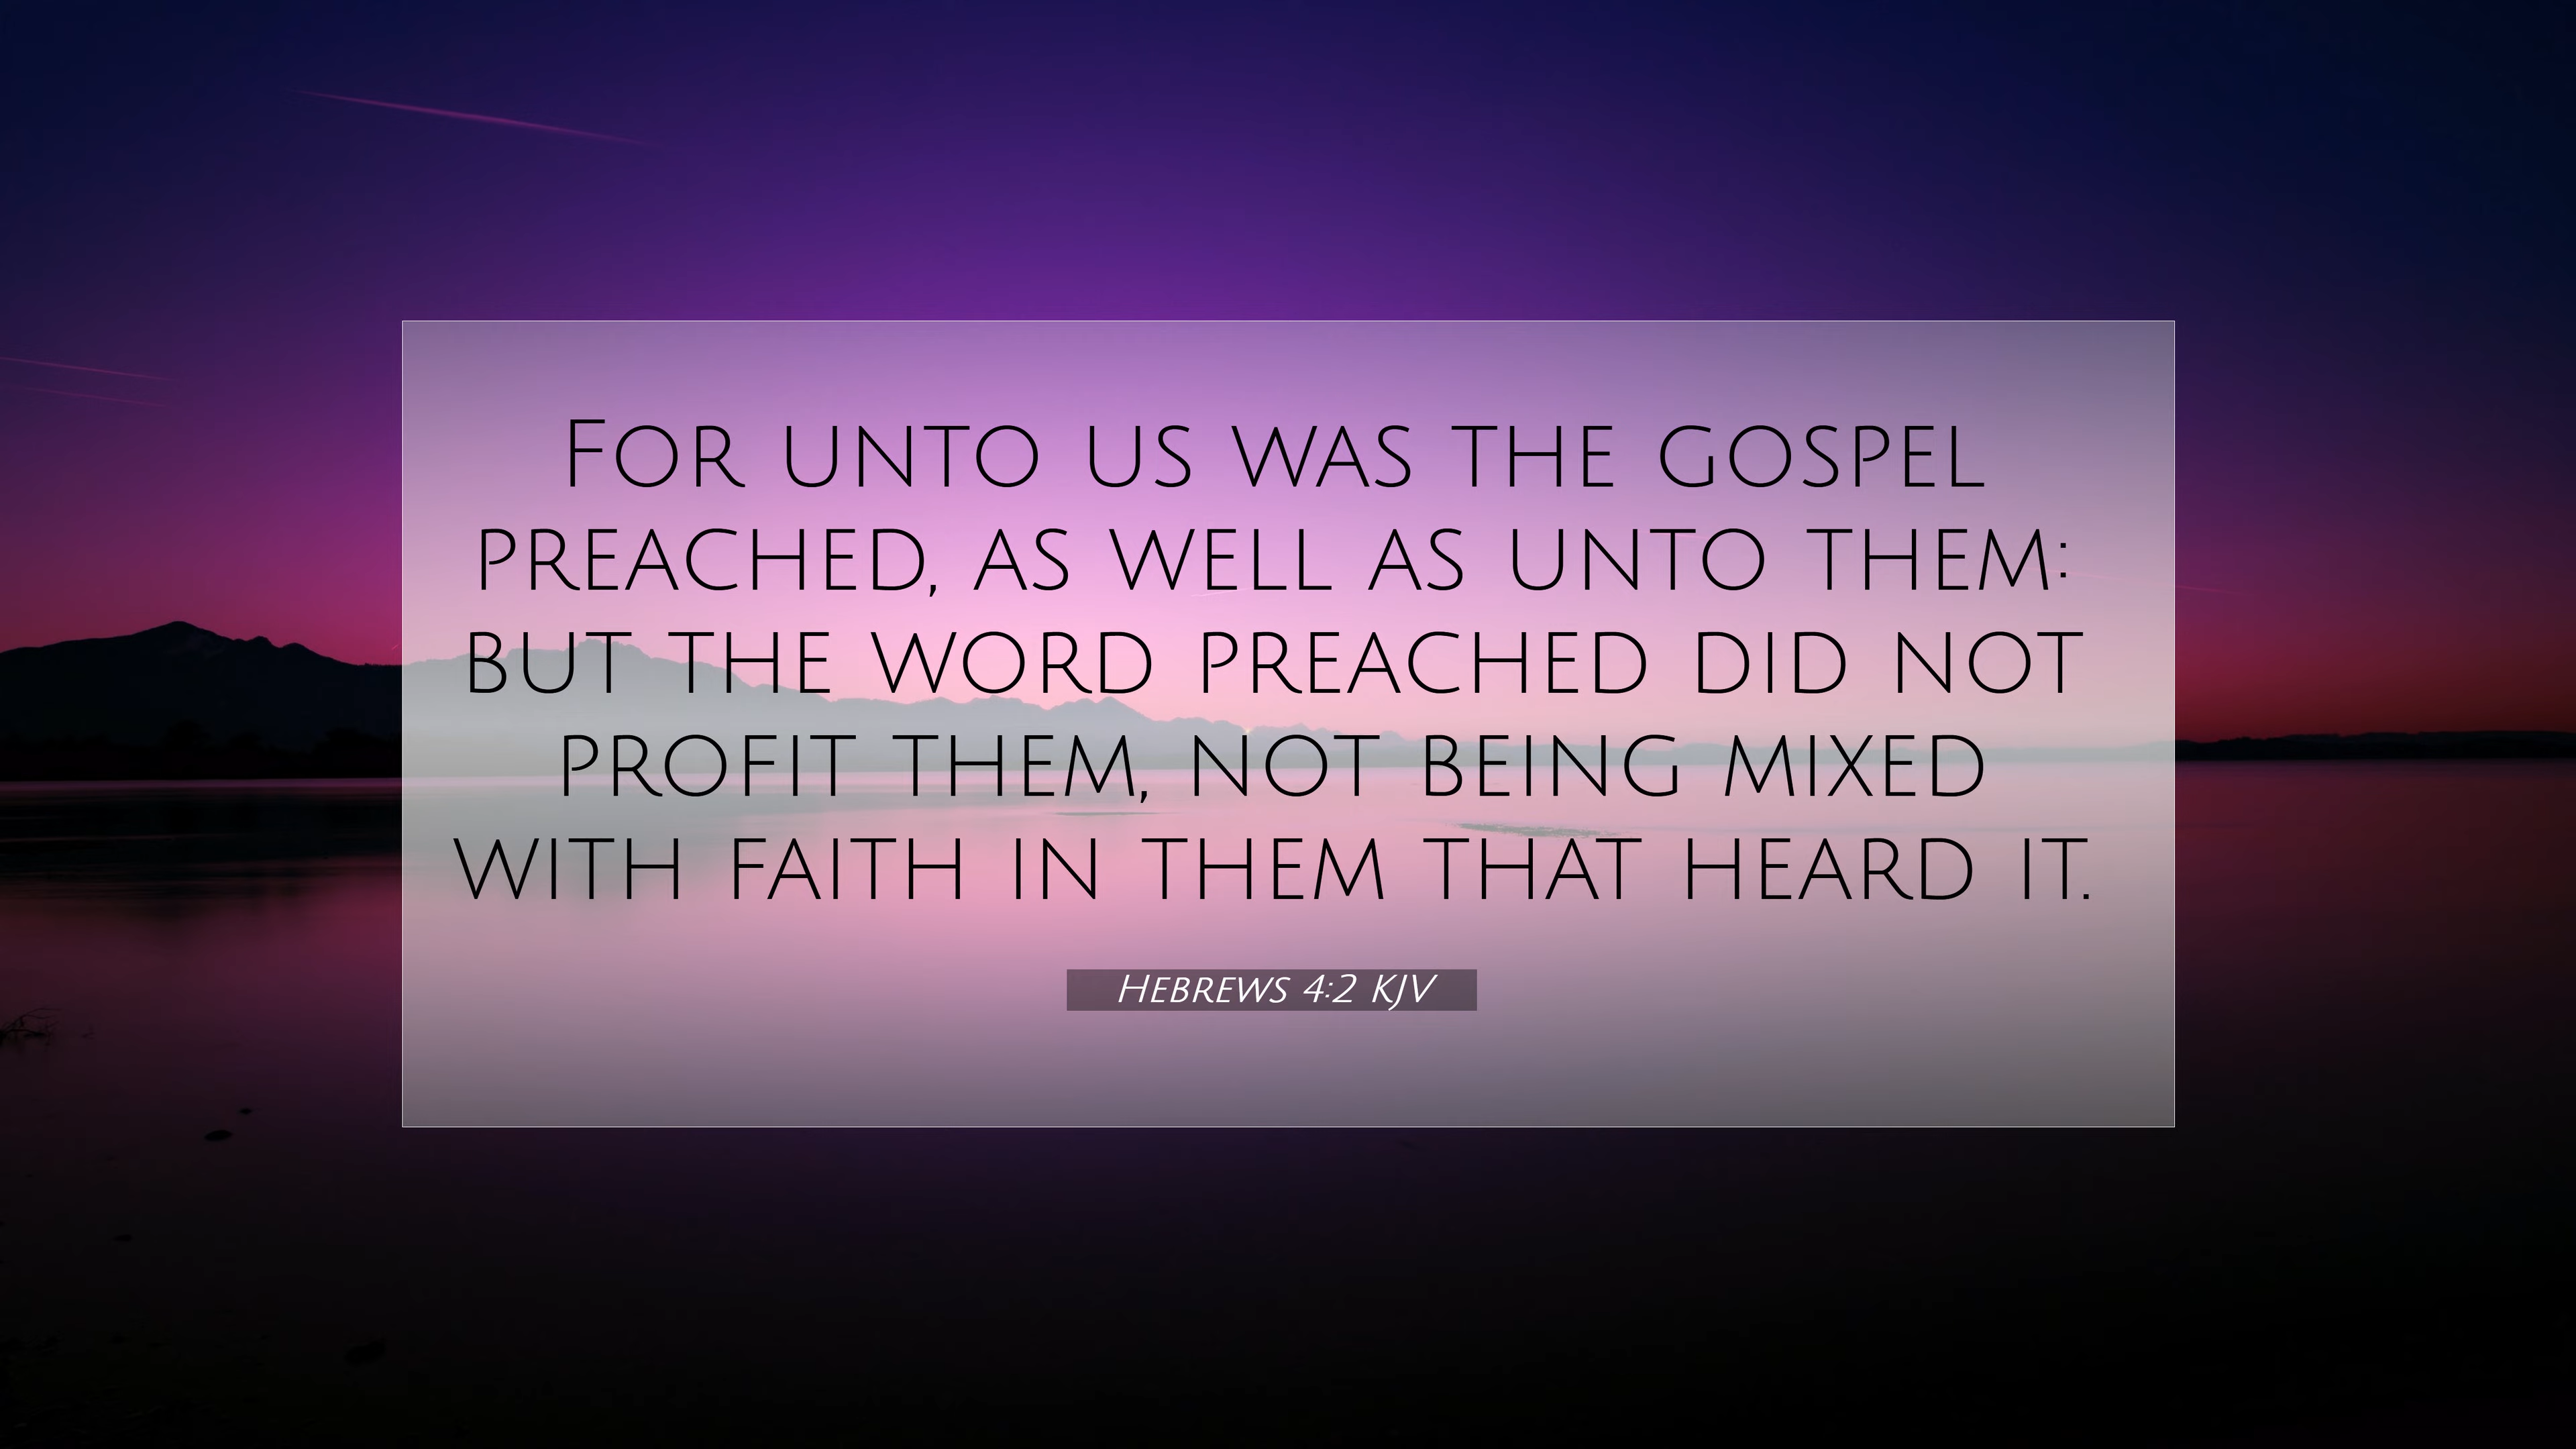 For unto us was the gospel
preached, as well as unto them:
but the word preached did not
profit them, not being mixed
with faith in them that heard it.
Hebrews 4:2 KJV